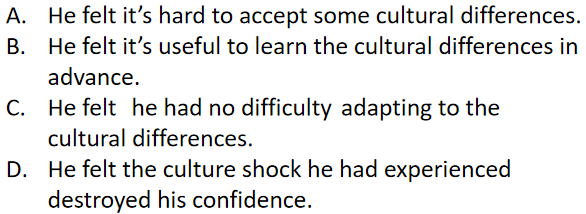 A. He felt it's hard to accept some cultural differences.
B. He felt it's useful to learn the cultural differences in
advance.
C. He felt he had no difficulty adapting to the
cultural differences.
D. He felt the culture shock he had experienced
destroyed his confidence.